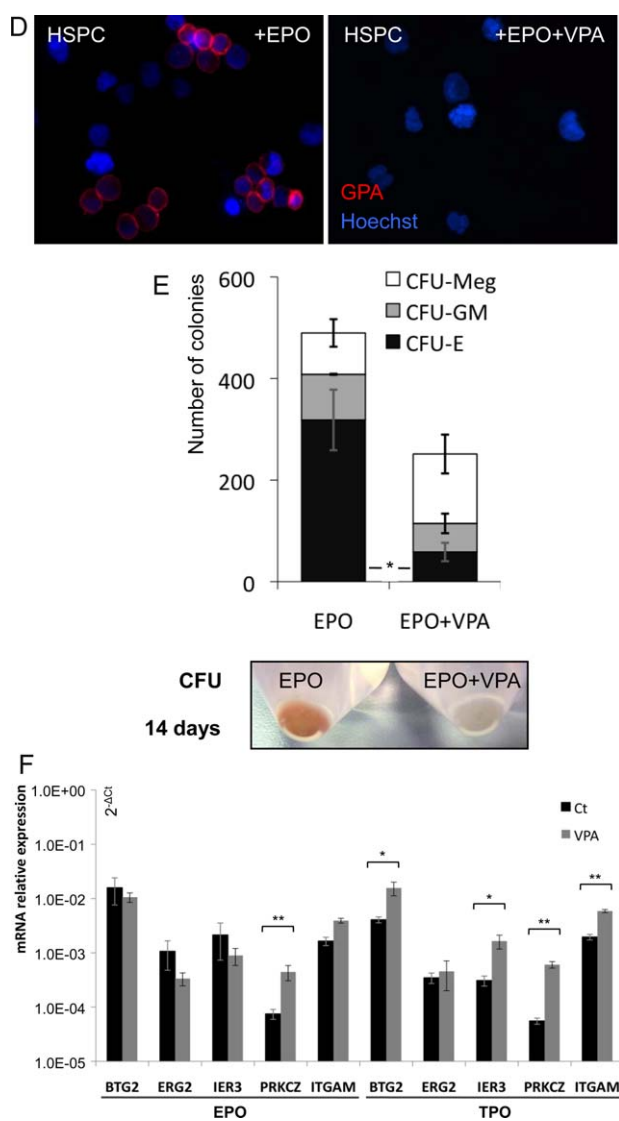 D
HSPC +EPO
HSPC +EPO+VPA
GPA
Hoechst
E
Number of colonies
600
400
200
0
CFU-Meg
CFU-GM
CFU-E
*
EPO EPO+VPA
CFU
14 days
EPO EPO+VPA
F
mRNA relative expression
2^-ΔCt
1.0E+00
1.0E-01
1.0E-02
1.0E-03
1.0E-04
1.0E-05
Ct
VPA
** * * ** **
BTG2 ERG2 IER3 PRKCZ ITGAM BTG2 ERG2 IER3 PRKCZ ITGAM
EPO TPO